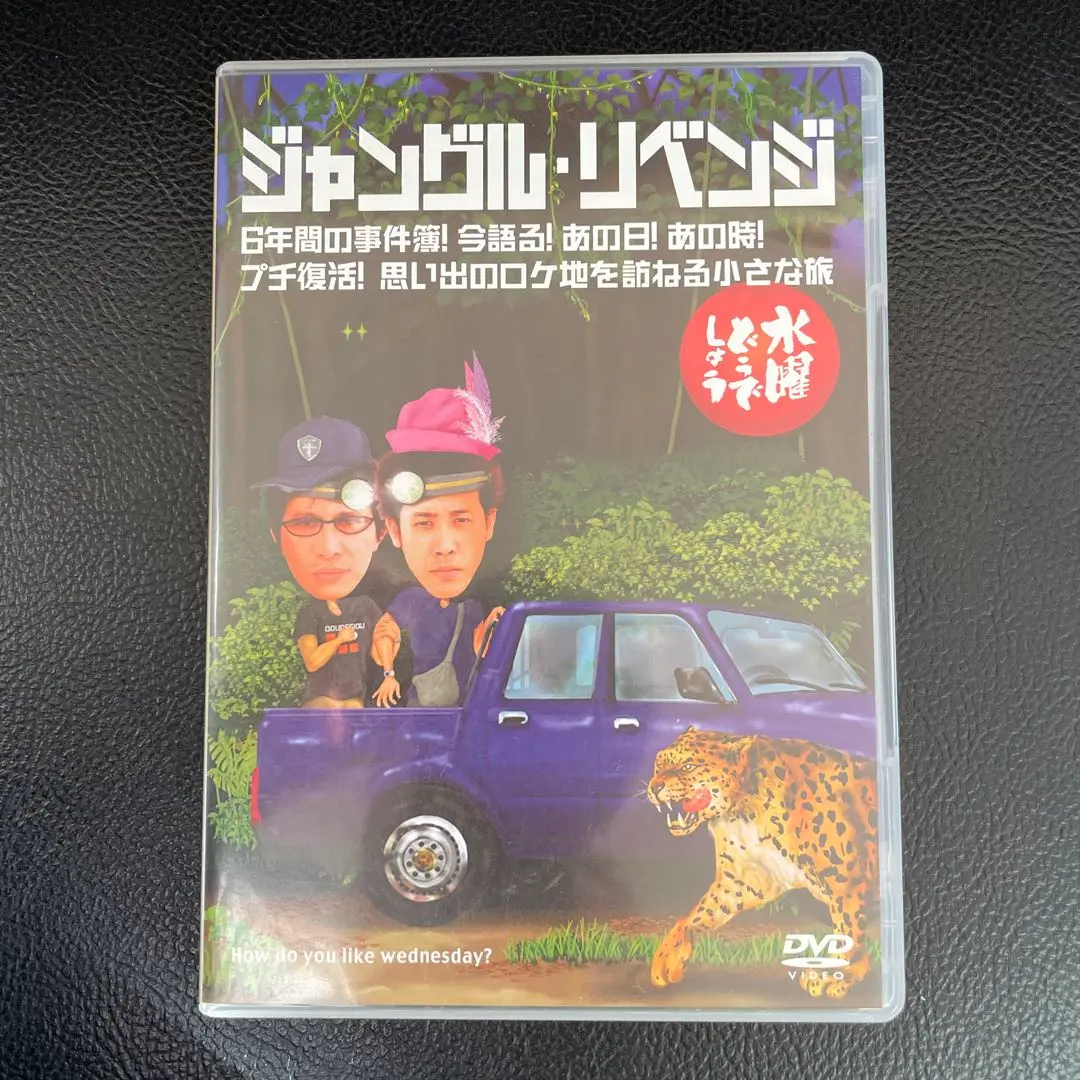 ジャングル・リベンジ
6年間の事件簿! 今語る! あの日! あの時!
プチ復活! 思い出のロケ地を訪ねる小さな旅
水曜
どうで
しょう
How do you like wednesday?
DVD
VIDEO